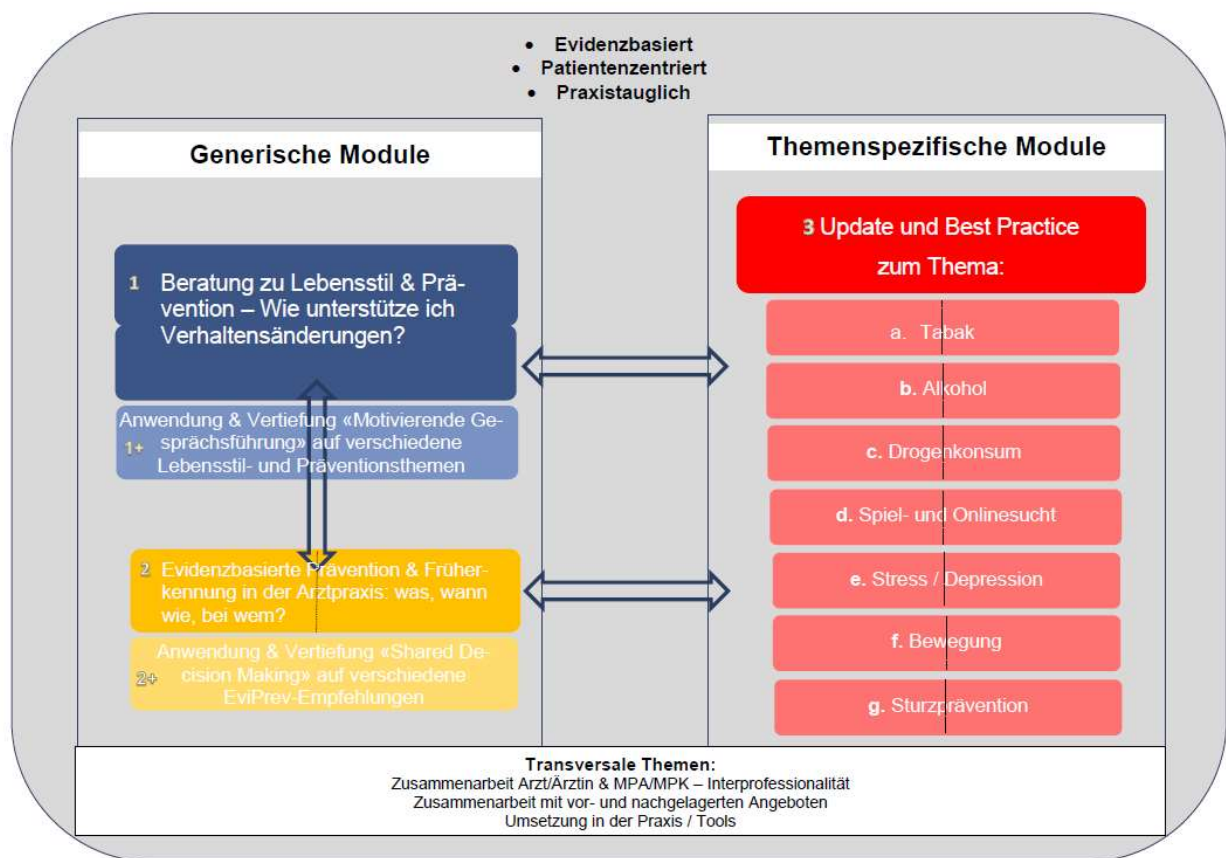 • Evidenzbasiert
• Patientenzentriert
• Praxistauglich
Generische Module
1 Beratung zu Lebensstil & Prä-
vention – Wie unterstütze ich
Verhaltensänderungen?
Anwendung & Vertiefung «Motivierende Ge-
1+ sprächsführung» auf verschiedene
Lebensstil- und Präventionsthemen
2 Evidenzbasierte Prävention & Früher-
kennung in der Arztpraxis: was, wann
wie, bei wem?
Anwendung & Vertiefung «Shared De-
2+ cision Making» auf verschiedene
EviPrev-Empfehlungen
Themenspezifische Module
3 Update und Best Practice
zum Thema:
a. Tabak
b. Alkohol
c. Drogenkonsum
d. Spiel- und Onlinesucht
e. Stress / Depression
f. Bewegung
g. Sturzprävention
Transversale Themen:
Zusammenarbeit Arzt/Ärztin & MPA/MPK – Interprofessionalität
Zusammenarbeit mit vor- und nachgelagerten Angeboten
Umsetzung in der Praxis / Tools